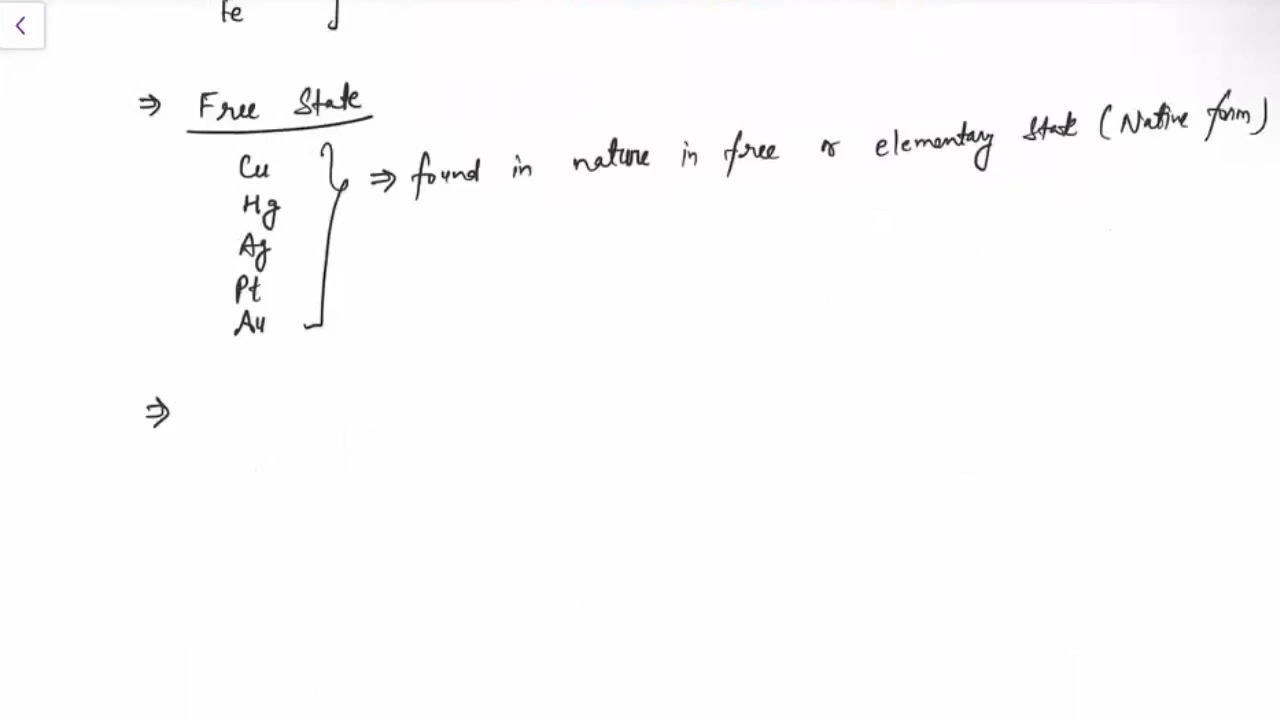 Fe
⇒ Free State
Cu
⇒ found in nature in free or elementary state (Native form)
Hg
Ag
Pt
Au
⇒